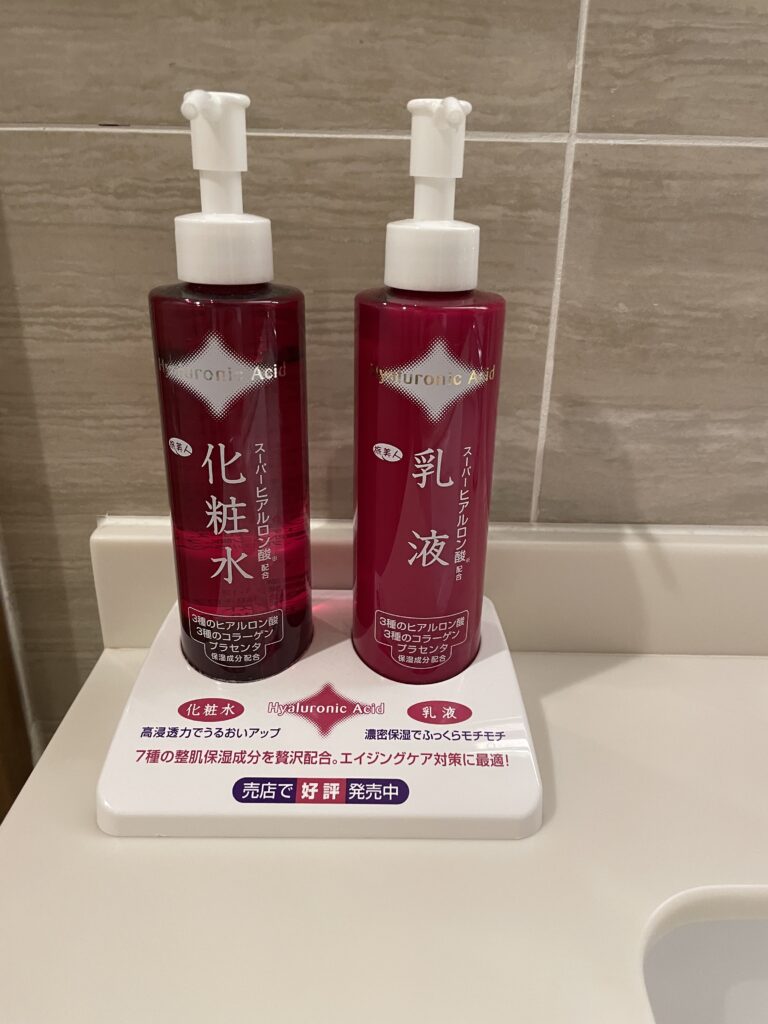 Hyaluronic Acid
旅美人
化粧水
スーパーヒアルロン酸※配合
3種のヒアルロン酸
3種のコラーゲン
プラセンタ
保湿成分配合
Hyaluronic Acid
旅美人
乳液
スーパーヒアルロン酸※配合
3種のヒアルロン酸
3種のコラーゲン
プラセンタ
保湿成分配合
化粧水
Hyaluronic Acid
乳液
高浸透力でうるおいアップ
濃密保湿でふっくらモチモチ
7種の整肌保湿成分を贅沢配合。エイジングケア対策に最適!
売店で好評発売中